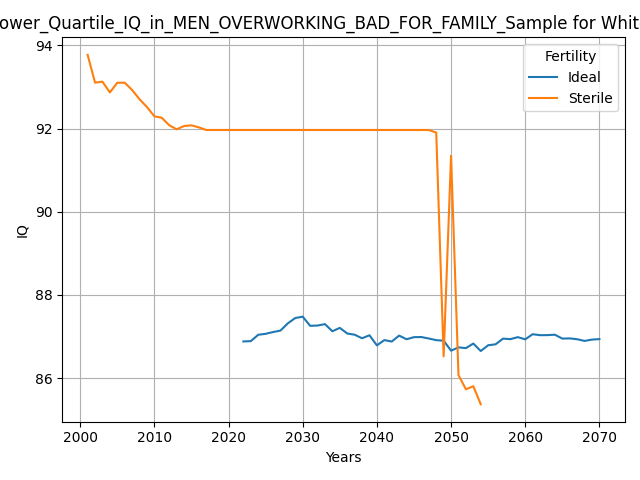 ower_Quartile_IQ_in_MEN_OVERWORKING_BAD_FOR_FAMILY_Sample for Whit
94
92
90
88
86
IQ
Fertility
Ideal
Sterile
2000 2010 2020 2030 2040 2050 2060 2070
Years